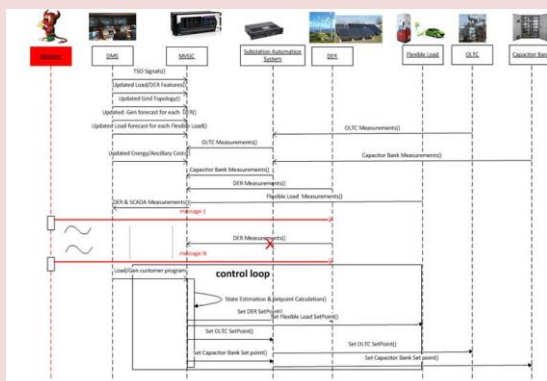 DMS
MVGC
Substation Automation
System
DER
Flexible Load
OLTC
Capacitor Bank
TSO Signals()
Updated Load/DER Features()
Updated Grid Topology()
Updated Gen forecast for each DER()
Updated Load forecast for each Flexible Load()
OLTC Measurements()
OLTC Measurements()
Updated Energy/Ancillary Costs()
Capacitor Bank Measurements()
Capacitor Bank Measurements()
DER Measurements()
Flexible Load Measurements()
DER & SCADA Measurements()
message 1
DER Measurements()
message N
control loop
Load/Gen customer program
State Estimation & Setpoint Calculation()
Set DER SetPoint()
Set Flexible Load SetPoint()
Set OLTC SetPoint()
Set OLTC SetPoint()
Set Capacitor Bank Set point()
Set Capacitor Bank Set point()